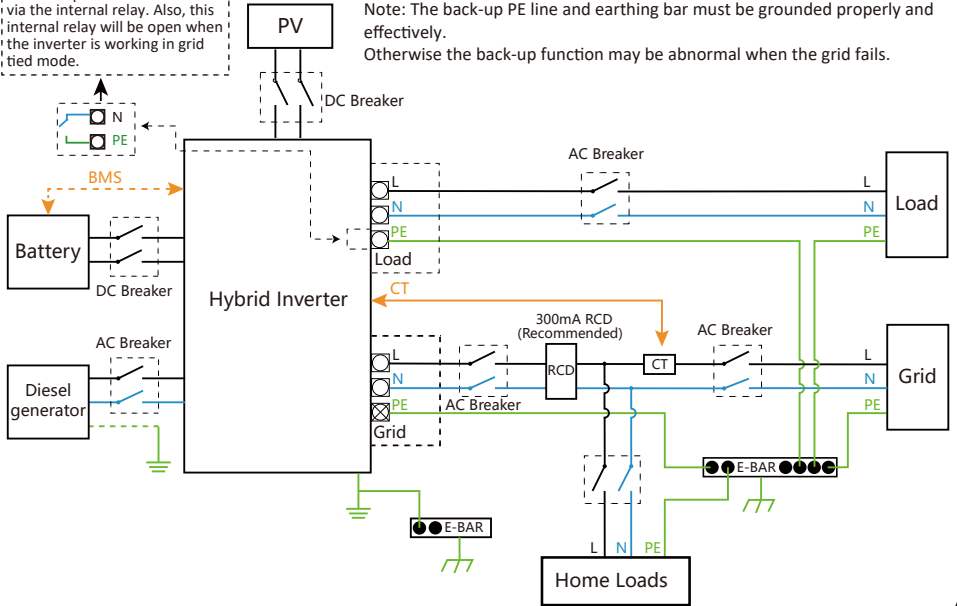 via the internal relay. Also, this
internal relay will be open when
the inverter is working in grid
tied mode.
PV
Note: The back-up PE line and earthing bar must be grounded properly and
effectively.
Otherwise the back-up function may be abnormal when the grid fails.
DC Breaker
N
PE
BMS
Battery
DC Breaker
AC Breaker
Diesel
generator
Hybrid Inverter
L
N
PE
Load
AC Breaker
L
N
PE
Load
CT
300mA RCD
(Recommended)
AC Breaker
L
N
PE
Grid
AC Breaker
RCD
CT
L
N
PE
Grid
E-BAR
E-BAR
L
N
PE
Home Loads